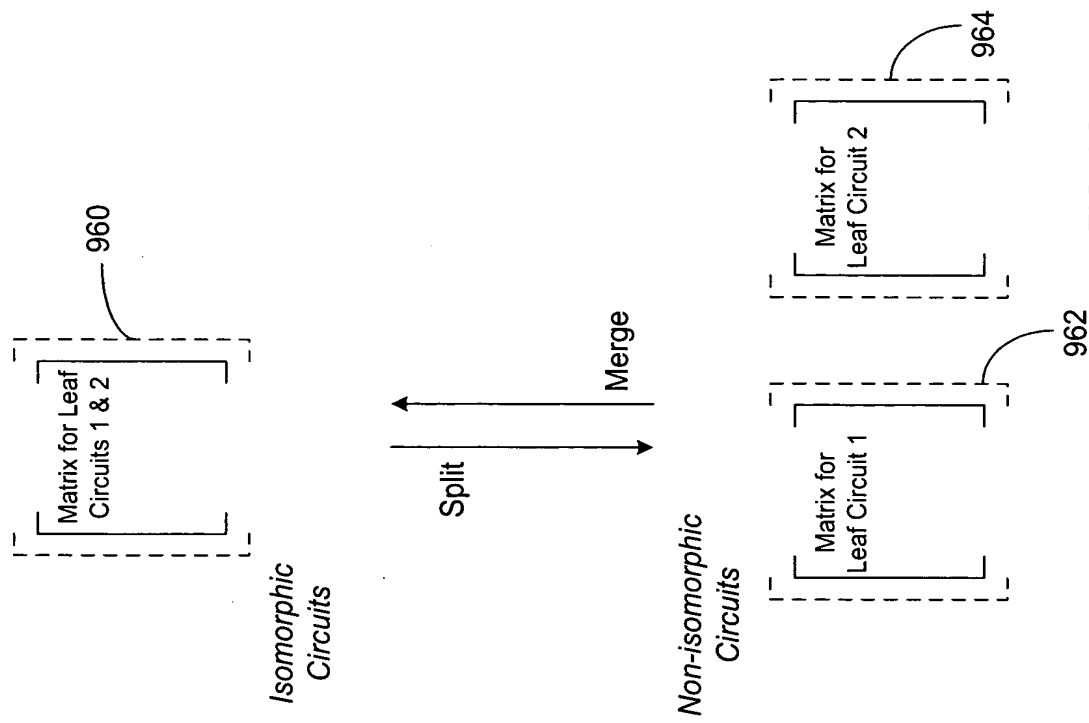 960
Matrix for Leaf
Circuits 1 & 2
Isomorphic
Circuits
Split
Merge
Non-isomorphic
Circuits
Matrix for
Leaf Circuit 1
962
Matrix for
Leaf Circuit 2
964